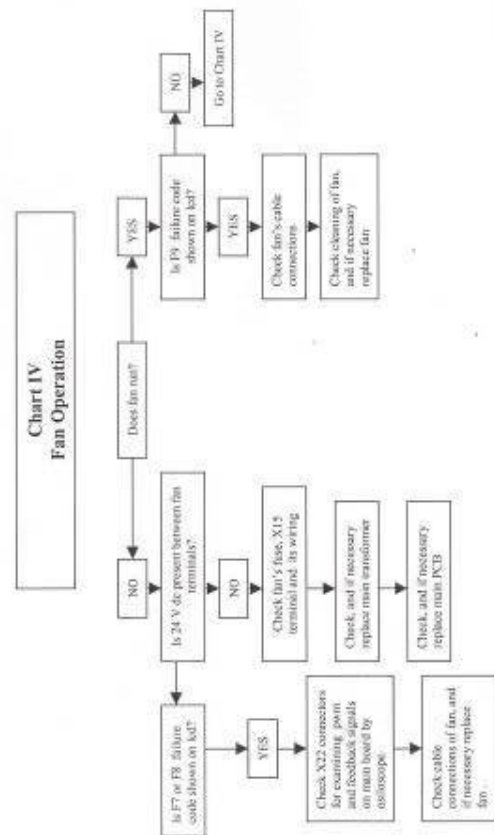 Chart IV
Fan Operation
Does fan run?
NO
YES
Is 24 V dc present between fan
terminals?
Is F9 failure code
shown on lcd?
NO
Go to Chart IV
Is F7 or F8 failure
code shown on lcd?
NO
YES
YES
Check fan's fuse, X15
terminal and its wiring
Check fan's cable
connections.
Check X22 connectors
for examining pwm
and feedback signals
on main board by
osiloscope.
Check, and if necessary
replace main transformer
Check cleaning of fan,
and if necessary
replace fan
Check cable
connections of fan, and
if necessary replace
fan .
Check, and if necessary
replace main PCB